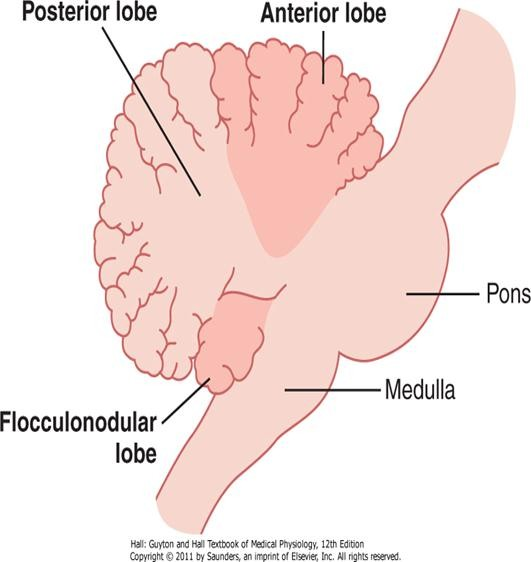 Posterior lobe
Anterior lobe
Pons
Medulla
Flocculonodular
lobe
Hall: Guyton and Hall Textbook of Medical Physiology, 12th Edition
Copyright © 2011 by Saunders, an imprint of Elsevier, Inc. All rights reserved.